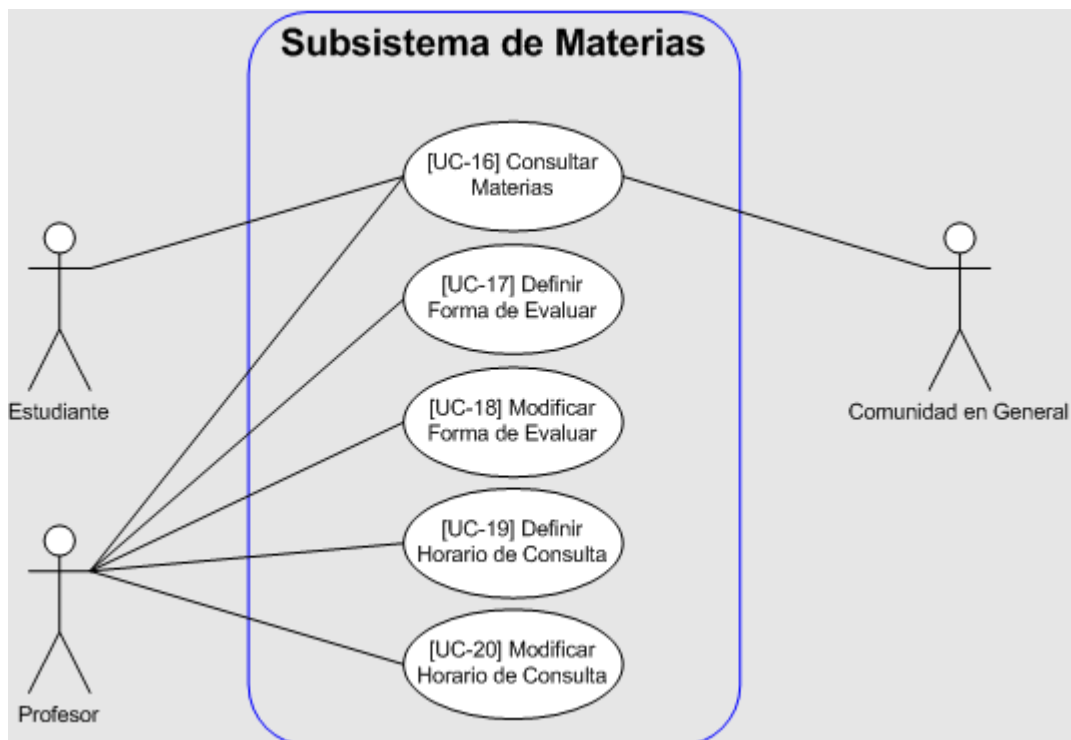 Subsistema de Materias
[UC-16] Consultar
Materias
[UC-17] Definir
Forma de Evaluar
Estudiante
[UC-18] Modificar
Forma de Evaluar
Comunidad en General
[UC-19] Definir
Horario de Consulta
[UC-20] Modificar
Horario de Consulta
Profesor